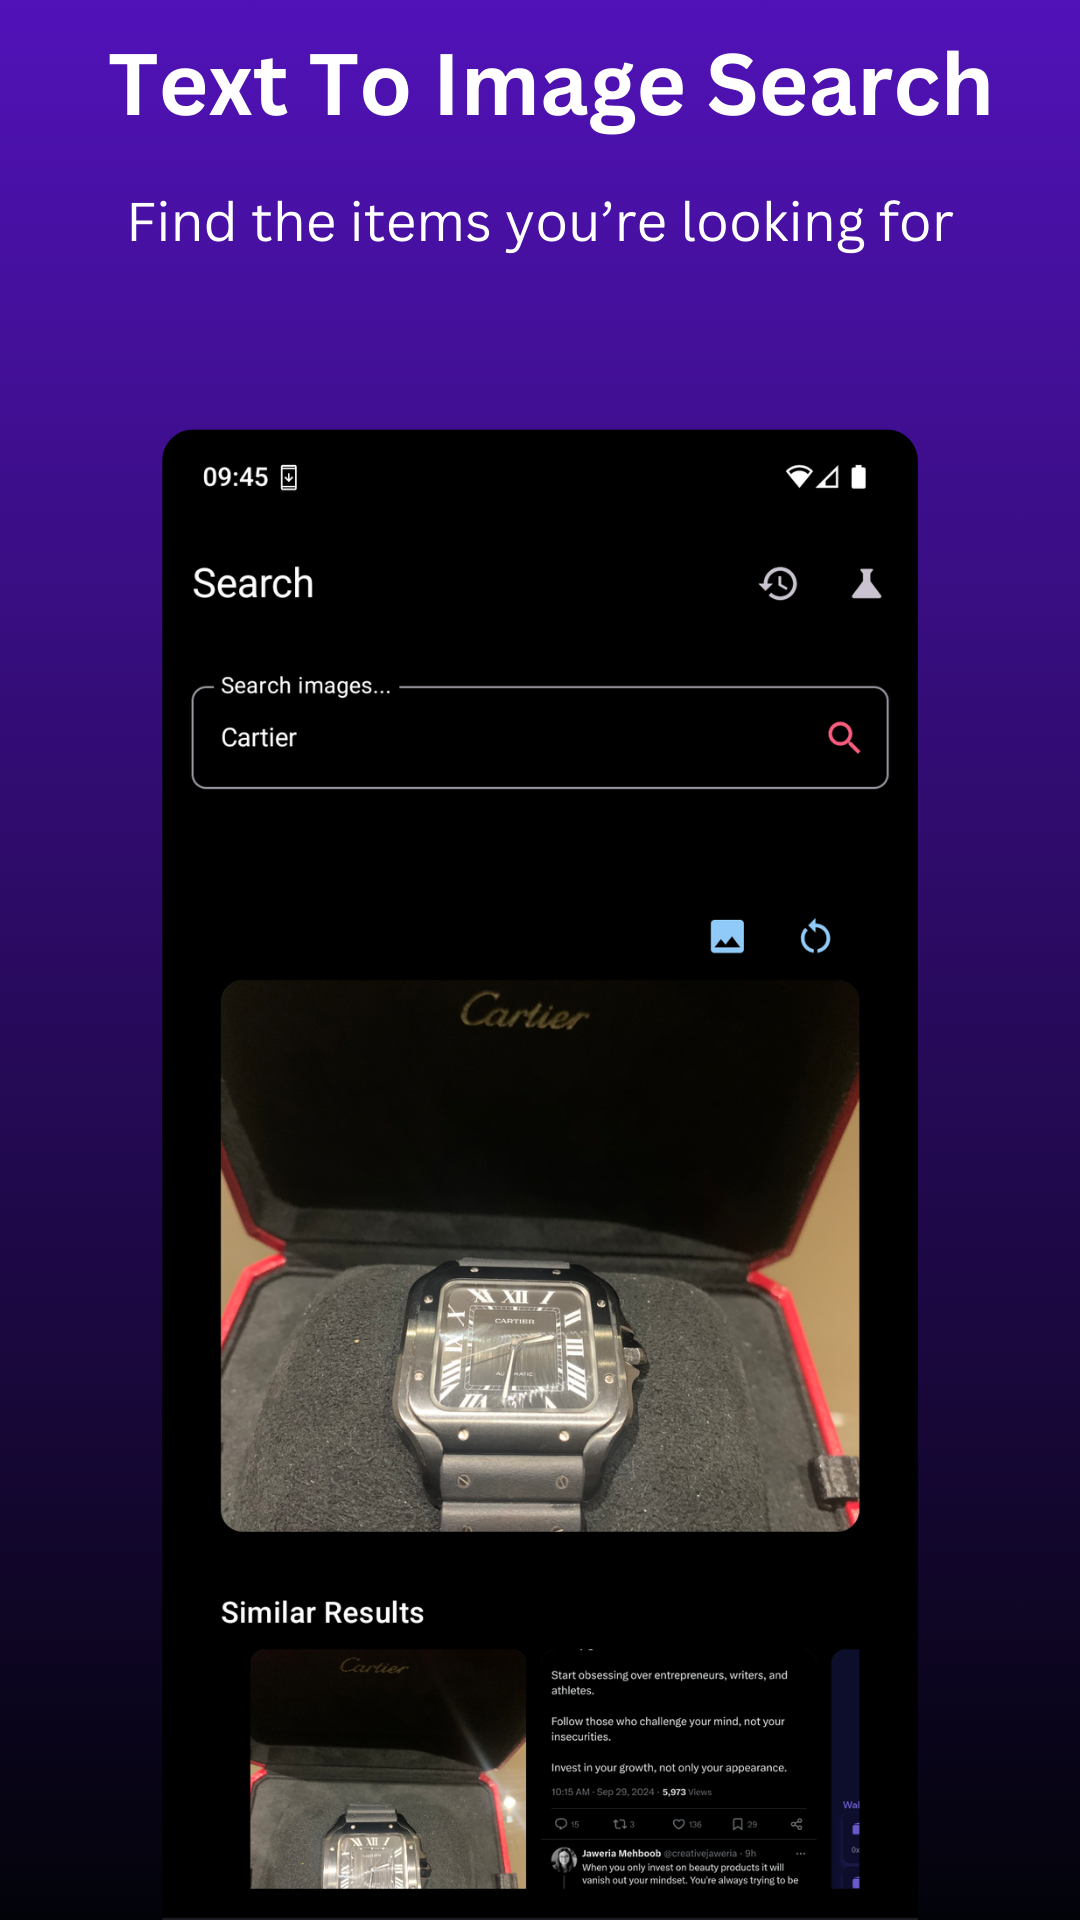 Text To Image Search
Find the items you’re looking for
09:45
Search
Search images...
Cartier
Cartier
XII
CARTIER
AUTOMATIC
Similar Results
Cartier
Start obsessing over entrepreneurs, writers, and
athletes.
Follow those who challenge your mind, not your
insecurities.
Invest in your growth, not only your appearance.
10:15 AM · Sep 29, 2024 · 5,973 Views
15 3 136 29
Jaweria Mehboob @creativejaweria · 9h
When you only invest on beauty products it will
vanish out your mindset. You're always trying to be
0x